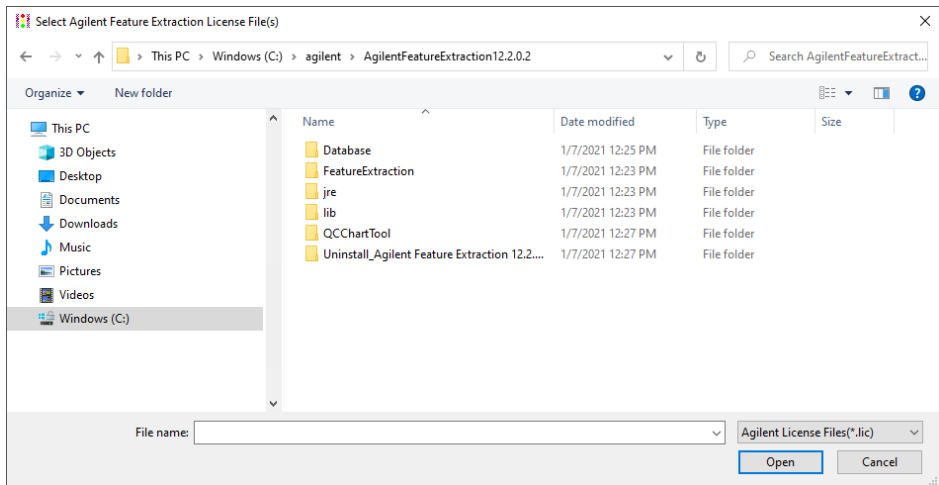 Select Agilent Feature Extraction License File(s)
This PC > Windows (C:) > agilent > AgilentFeatureExtraction12.2.0.2
Search AgilentFeatureExtract...
Organize
New folder
This PC
3D Objects
Desktop
Documents
Downloads
Music
Pictures
Videos
Windows (C:)
Name Date modified Type Size
Database 1/7/2021 12:25 PM File folder
FeatureExtraction 1/7/2021 12:23 PM File folder
jre 1/7/2021 12:23 PM File folder
lib 1/7/2021 12:23 PM File folder
QCChartTool 1/7/2021 12:27 PM File folder
Uninstall_Agilent Feature Extraction 12.2.... 1/7/2021 12:27 PM File folder
File name:
Agilent License Files(*.lic)
Open
Cancel